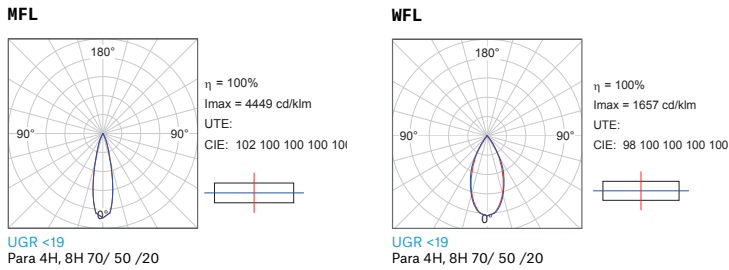 MFL
180°
90°
90°
0°
η = 100%
Imax = 4449 cd/klm
UTE:
CIE: 102 100 100 100
UGR <19
Para 4H, 8H 70/ 50 /20
WFL
180°
90°
90°
0°
η = 100%
Imax = 1657 cd/klm
UTE:
CIE: 98 100 100 100 100
UGR <19
Para 4H, 8H 70/ 50 /20